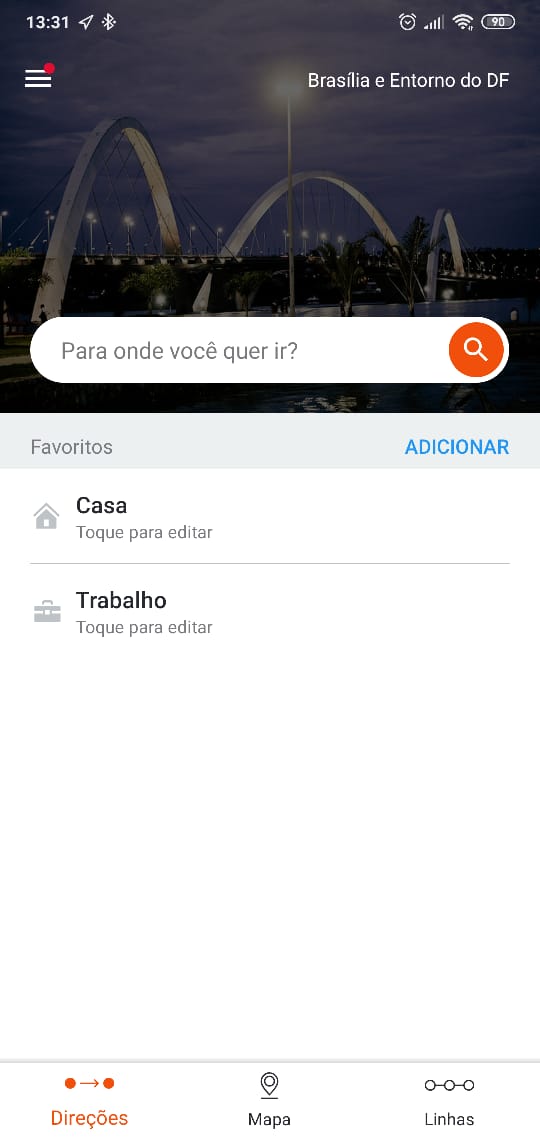 13:31
90
Brasília e Entorno do DF
Para onde você quer ir?
Favoritos
ADICIONAR
Casa
Toque para editar
Trabalho
Toque para editar
Direções
Mapa
Linhas